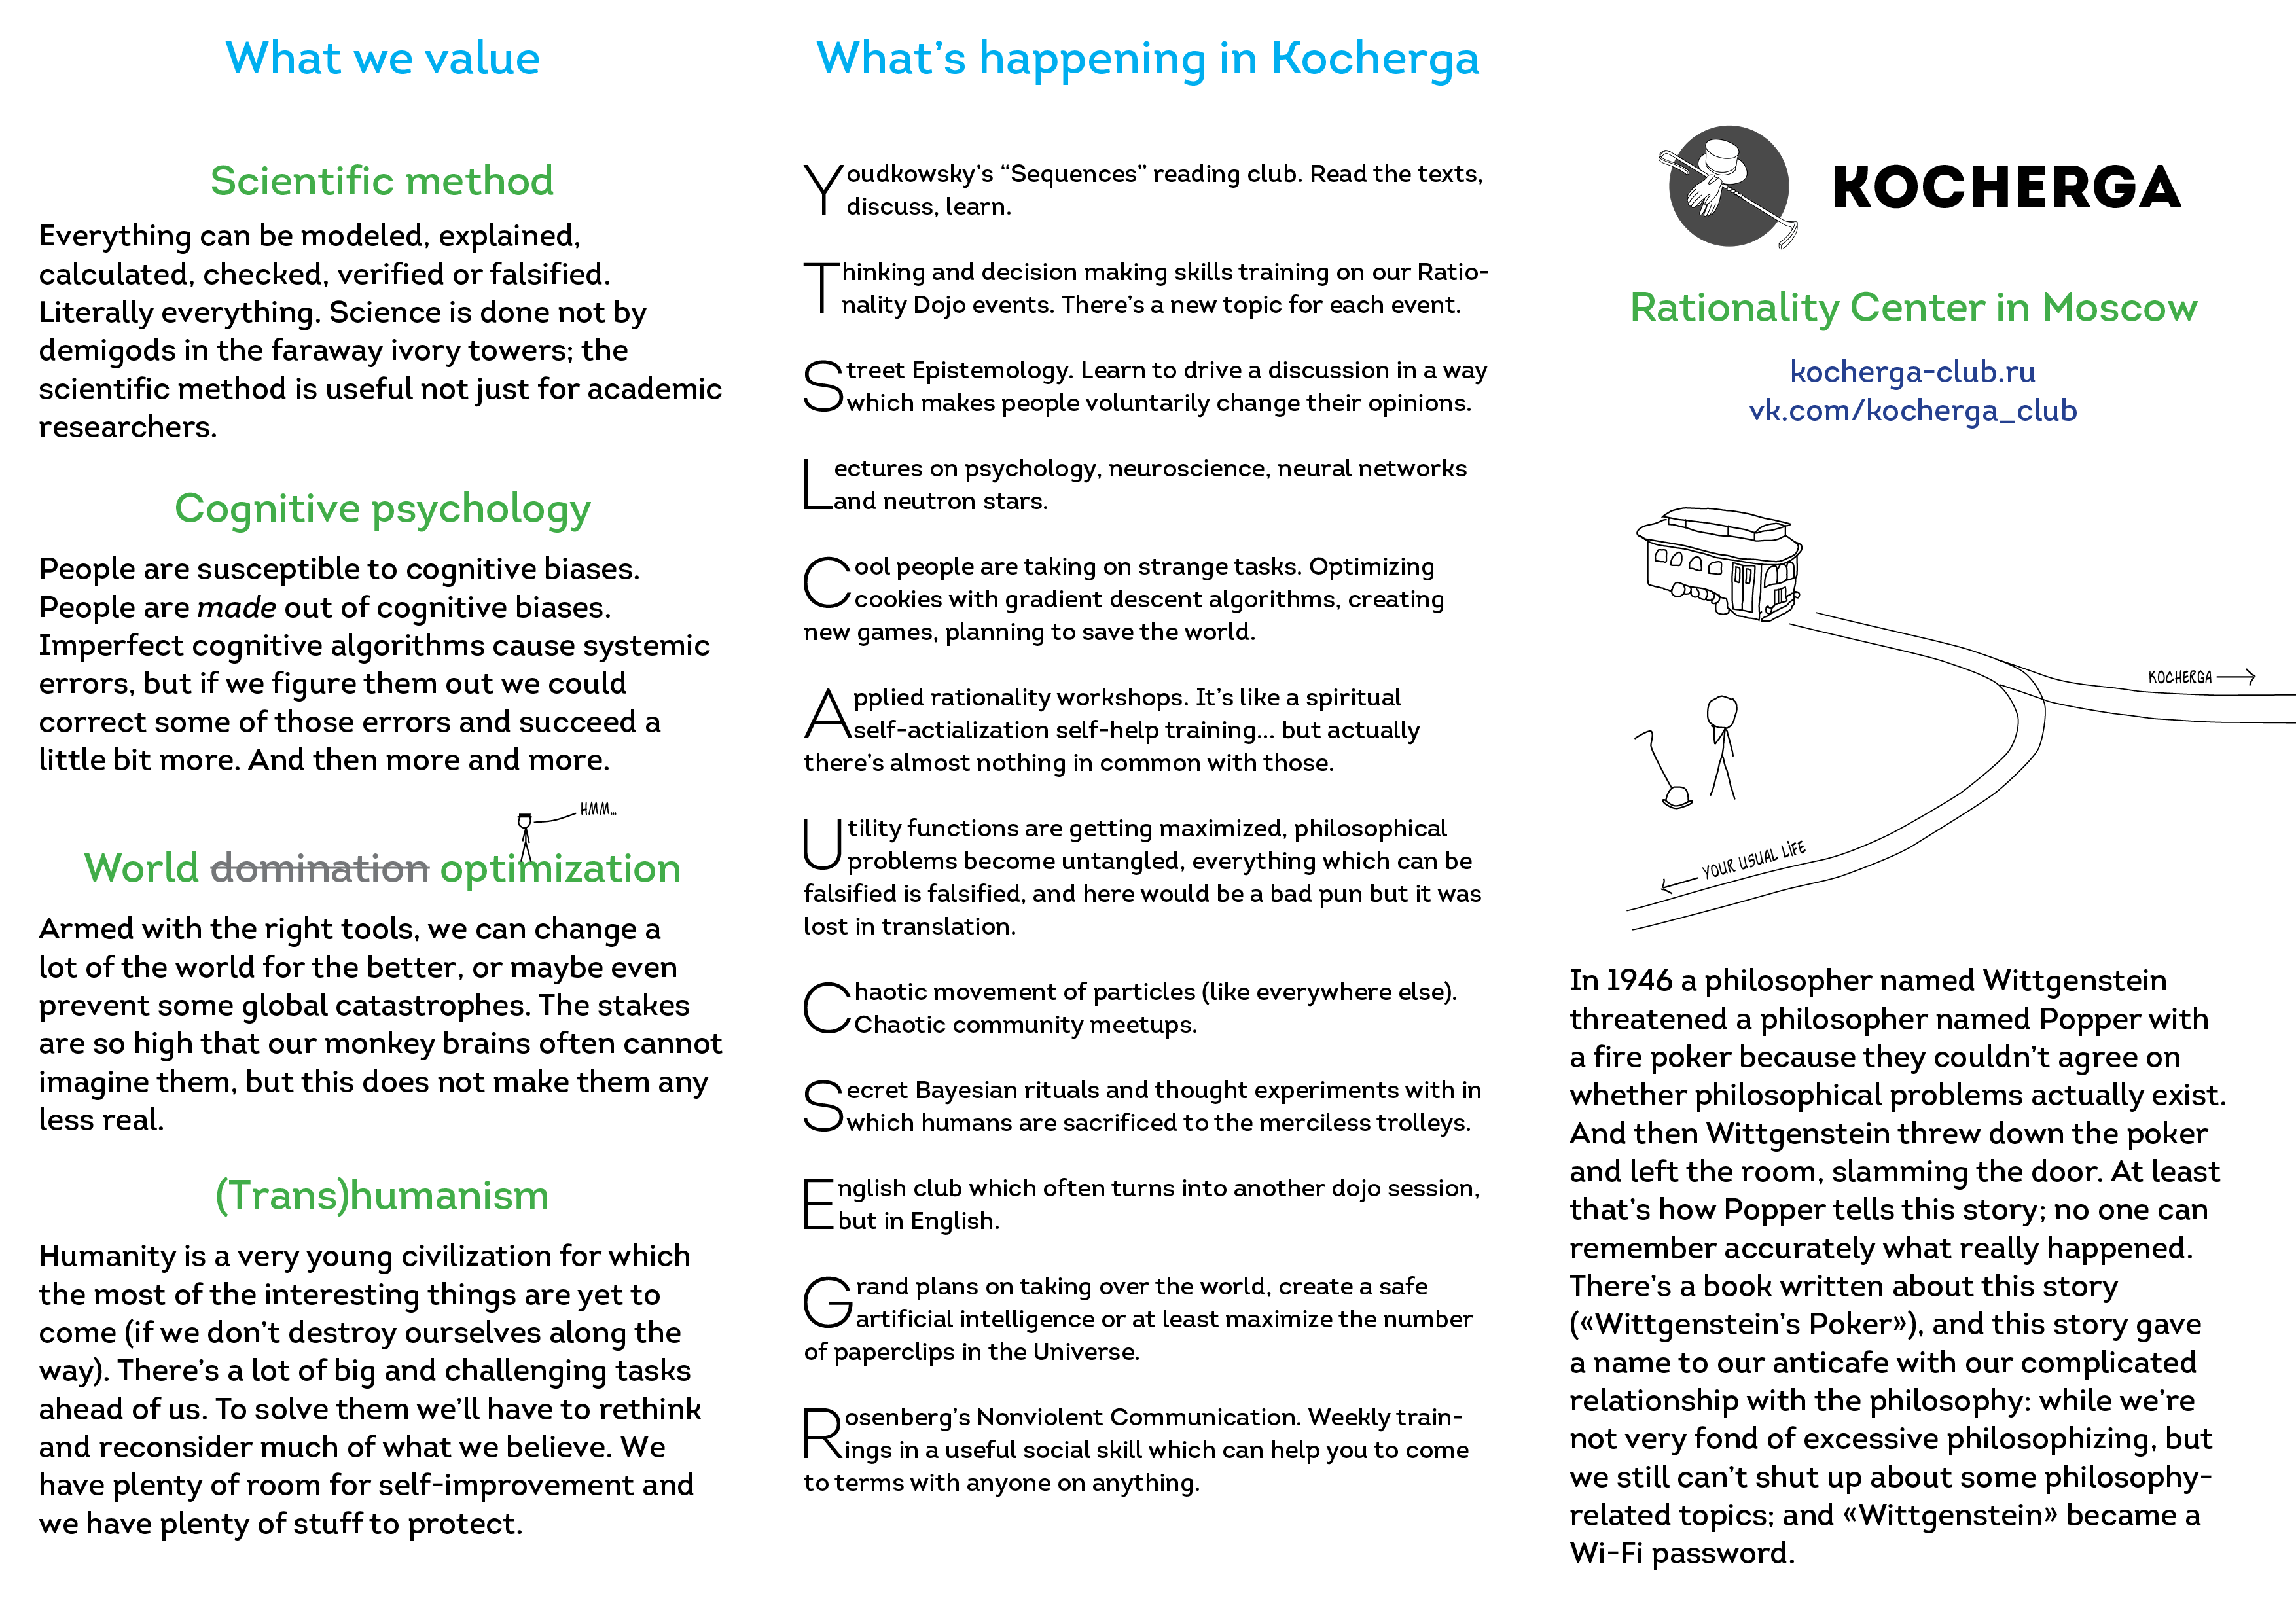 What we value
Scientific method
Everything can be modeled, explained,
calculated, checked, verified or falsified.
Literally everything. Science is done not by
demigods in the faraway ivory towers; the
scientific method is useful not just for academic
researchers.
Cognitive psychology
People are susceptible to cognitive biases.
People are made out of cognitive biases.
Imperfect cognitive algorithms cause systemic
errors, but if we figure them out we could
correct some of those errors and succeed a
little bit more. And then more and more.
HMM...
World domination optimization
Armed with the right tools, we can change a
lot of the world for the better, or maybe even
prevent some global catastrophes. The stakes
are so high that our monkey brains often cannot
imagine them, but this does not make them any
less real.
(Trans)humanism
Humanity is a very young civilization for which
the most of the interesting things are yet to
come (if we don't destroy ourselves along the
way). There's a lot of big and challenging tasks
ahead of us. To solve them we'll have to rethink
and reconsider much of what we believe. We
have plenty of room for self-improvement and
we have plenty of stuff to protect.
What's happening in Kocherga
Youdkowsky's “Sequences” reading club. Read the texts,
discuss, learn.
Thinking and decision making skills training on our Ratio-
nality Dojo events. There's a new topic for each event.
Street Epistemology. Learn to drive a discussion in a way
which makes people voluntarily change their opinions.
Lectures on psychology, neuroscience, neural networks
and neutron stars.
Cool people are taking on strange tasks. Optimizing
cookies with gradient descent algorithms, creating
new games, planning to save the world.
Applied rationality workshops. It's like a spiritual
self-actialization self-help training... but actually
there's almost nothing in common with those.
Utility functions are getting maximized, philosophical
problems become untangled, everything which can be
falsified is falsified, and here would be a bad pun but it was
lost in translation.
Chaotic movement of particles (like everywhere else).
Chaotic community meetups.
Secret Bayesian rituals and thought experiments with in
which humans are sacrificed to the merciless trolleys.
English club which often turns into another dojo session,
but in English.
Grand plans on taking over the world, create a safe
artificial intelligence or at least maximize the number
of paperclips in the Universe.
Rosenberg's Nonviolent Communication. Weekly train-
ings in a useful social skill which can help you to come
to terms with anyone on anything.
KOCHERGA
Rationality Center in Moscow
kocherga-club.ru
vk.com/kocherga_club
KOCHERGA
YOUR USUAL LIFE
In 1946 a philosopher named Wittgenstein
threatened a philosopher named Popper with
a fire poker because they couldn't agree on
whether philosophical problems actually exist.
And then Wittgenstein threw down the poker
and left the room, slamming the door. At least
that's how Popper tells this story; no one can
remember accurately what really happened.
There's a book written about this story
(«Wittgenstein's Poker»), and this story gave
a name to our anticafe with our complicated
relationship with the philosophy: while we're
not very fond of excessive philosophizing, but
we still can't shut up about some philosophy-
related topics; and «Wittgenstein» became a
Wi-Fi password.